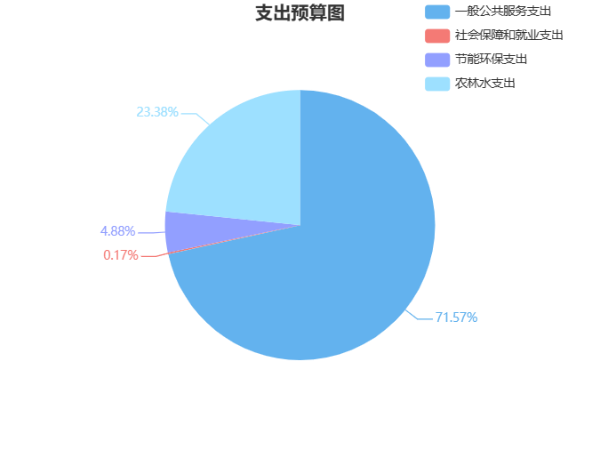 支出预算图
一般公共服务支出
社会保障和就业支出
节能环保支出
农林水支出
23.38%
4.88%
0.17%
71.57%